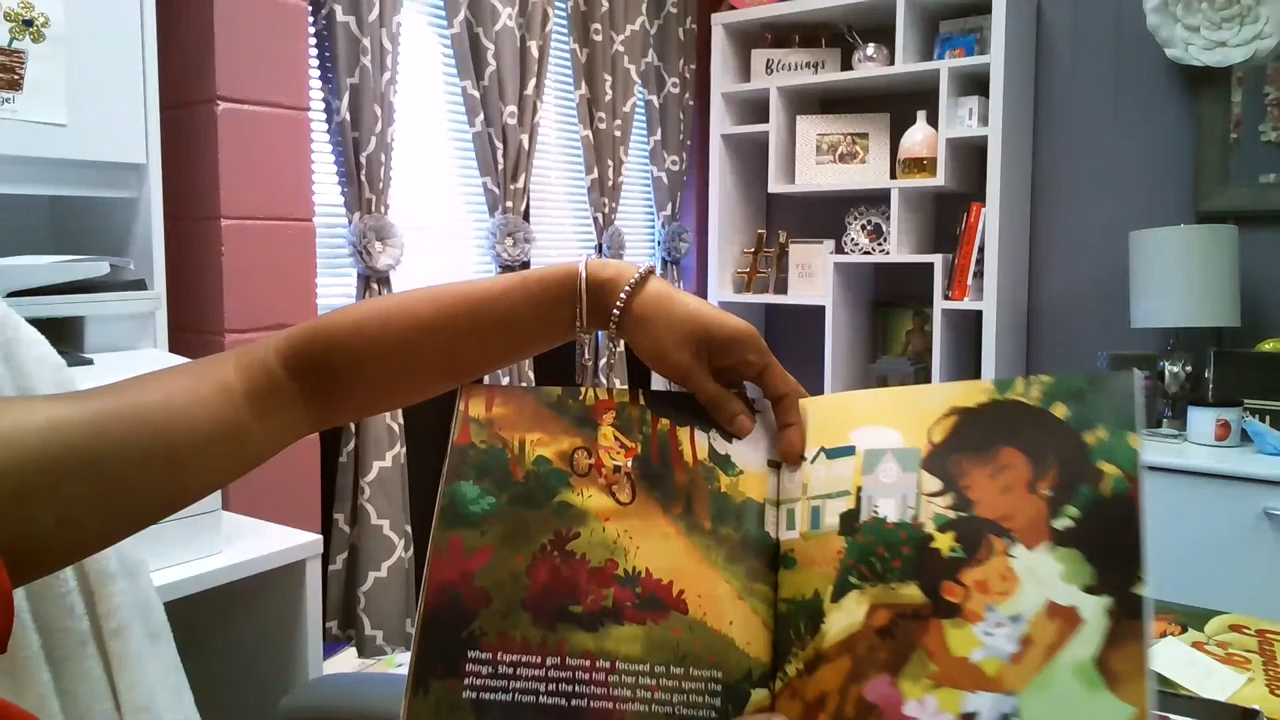 gel
Blessings
YES
GIRL
When Esperanza got home she focused on her favorite
things. She zipped down the hill on her bike then spent the
afternoon painting at the kitchen table. She also got the hug
she needed from Mama, and some cuddles from Cleocatra.